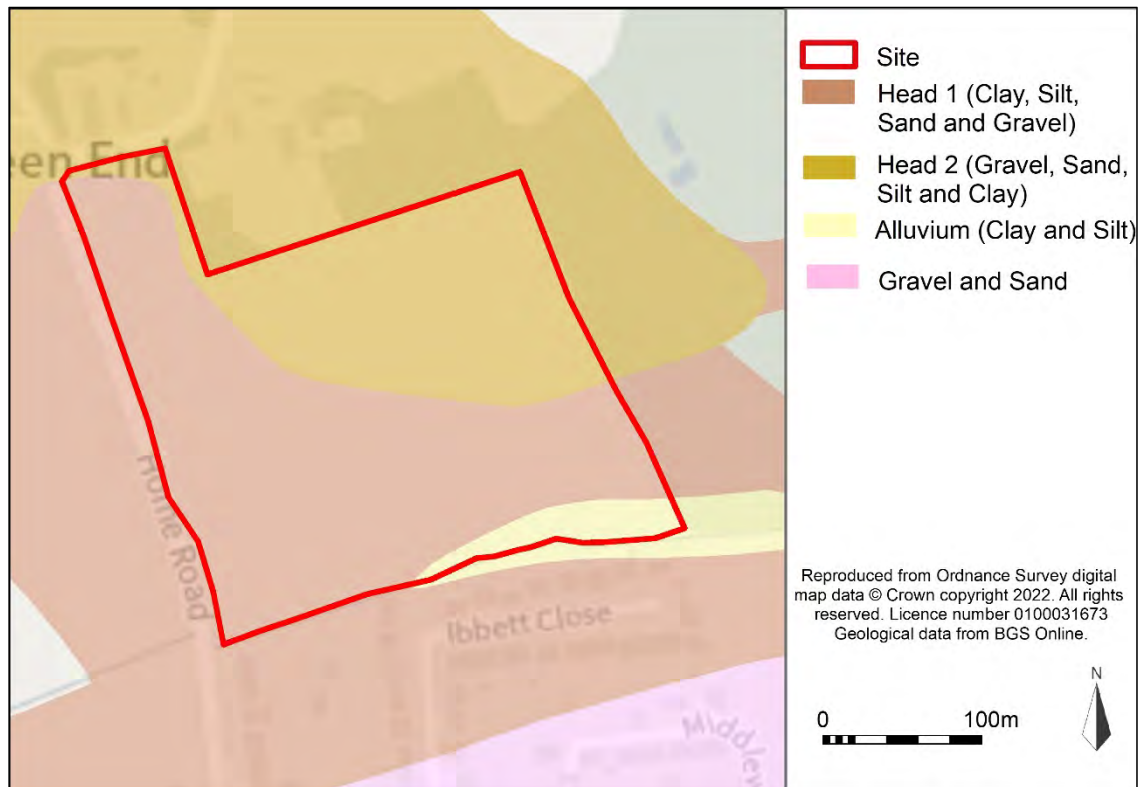 een End
Home Road
Ibbett Close
Middlew
Site
Head 1 (Clay, Silt,
Sand and Gravel)
Head 2 (Gravel, Sand,
Silt and Clay)
Alluvium (Clay and Silt)
Gravel and Sand
Reproduced from Ordnance Survey digital
map data © Crown copyright 2022. All rights
reserved. Licence number 0100031673
Geological data from BGS Online.
N
0 100m